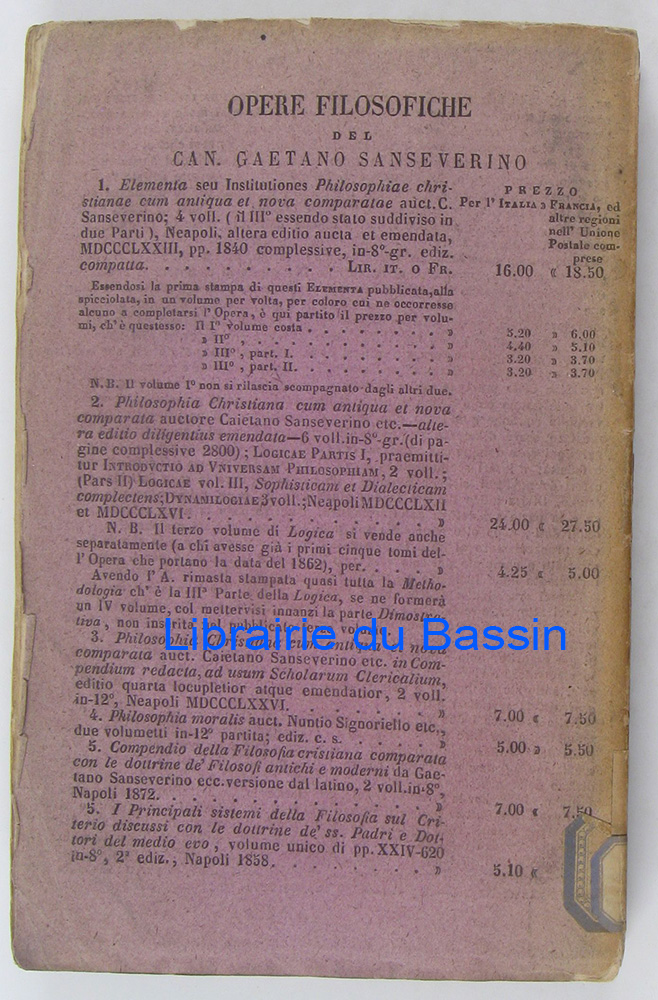 OPERE FILOSOFICHE
DEL
CAN. GAETANO SANSEVERINO
PREZZO
Per l' ITALIA a FRANCIA, ed
altre regioni
nell' Unione
Postale com-
prese
1. Elementa seu Institutiones Philosophiae chri-
stianae cum antiqua et nova comparatae auct. C.
Sanseverino; 4 voll. ( il III° essendo stato suddiviso in
due Parti ), Neapoli, altera editio aucta et emendata,
MDCCCLXXIII, pp. 1840 complessive, in-8°-gr. ediz.
compatta. . . . . . . . . . LIR. IT. O FR. 16.00 « 18.50
Essendosi la prima stampa di questi ELEMENTA pubblicata, alla
spicciolata, in un volume per volta, per coloro cui ne occorresse
alcuno a completarsi l' Opera, è qui partito il prezzo per volu-
mi, ch' è questo: Il I° volume costa . . . . . . . . » 5.20 » 6.00
» II° , . . . . . . . . » 4.40 » 5.10
» III° , part. I. . . . . . . . » 3.20 » 3.70
» III° , part. II. . . . . . . . » 3.20 » 3.70
N. B. Il volume I° non si rilascia scompagnato dagli altri due.
2. Philosophia Christiana cum antiqua et nova
comparata auctore Caietano Sanseverino etc.—alte-
ra editio diligentius emendata—6 voll. in-8°-gr. (di pa-
gine complessive 2800) ; LOGICAE PARTIS I, praemitti-
tur INTRODVCTIO AD VNIVERSAM PHILOSOPHIAM, 2 voll. ;
(Pars II) LOGICAE vol. III, Sophisticam et Dialecticam
complectens; DYNAMILOGIAE 3 voll.; Neapoli MDCCCLXII
et MDCCCLXVI. . . . . . . . . . » 24.00 « 27.50
N. B. Il terzo volume di Logica si vende anche
separatamente (a chi avesse già i primi cinque tomi del-
l' Opera che portano la data del 1862), per. . . . . » 4.25 « 5.00
Avendo l' A. rimasta stampata quasi tutta la Metho-
dologia ch' è la IIIª Parte della Logica, se ne formerà
un IV volume, col mettervisi innanzi la parte Dimostra-
tiva , non inserita nel pubblicato terzo volume.
Librairie du Bassin
3. Philosophia Christiana cum antiqua et nova
comparata auct. Caietano Sanseverino etc. in Com-
pendium redacta, ad usum Scholarum Clericalium,
editio quarta locupletior atque emendatior, 2 voll.
in-12°, Neapoli MDCCCLXXVI. . . . . . . . » 7.00 « 7.50
4. Philosophia moralis auct. Nuntio Signoriello etc.,
due volumetti in-12° partita; ediz. c. s. . . . . . » 5.00 » 5.50
5. Compendio della Filosofia cristiana comparata
con le dottrine de' Filosofi antichi e moderni da Gae-
tano Sanseverino ecc. versione dal latino, 2 voll. in-8°,
Napoli 1872. . . . . . . . . . . » 7.00 « 7.50
5. I Principali sistemi della Filosofia sul Cri-
terio discussi con le dottrine de' ss. Padri e Dot-
tori del medio evo , volume unico di pp. XXIV-620
in-8°, 2ª ediz., Napoli 1858. . . . . . . . . » 5.10 «